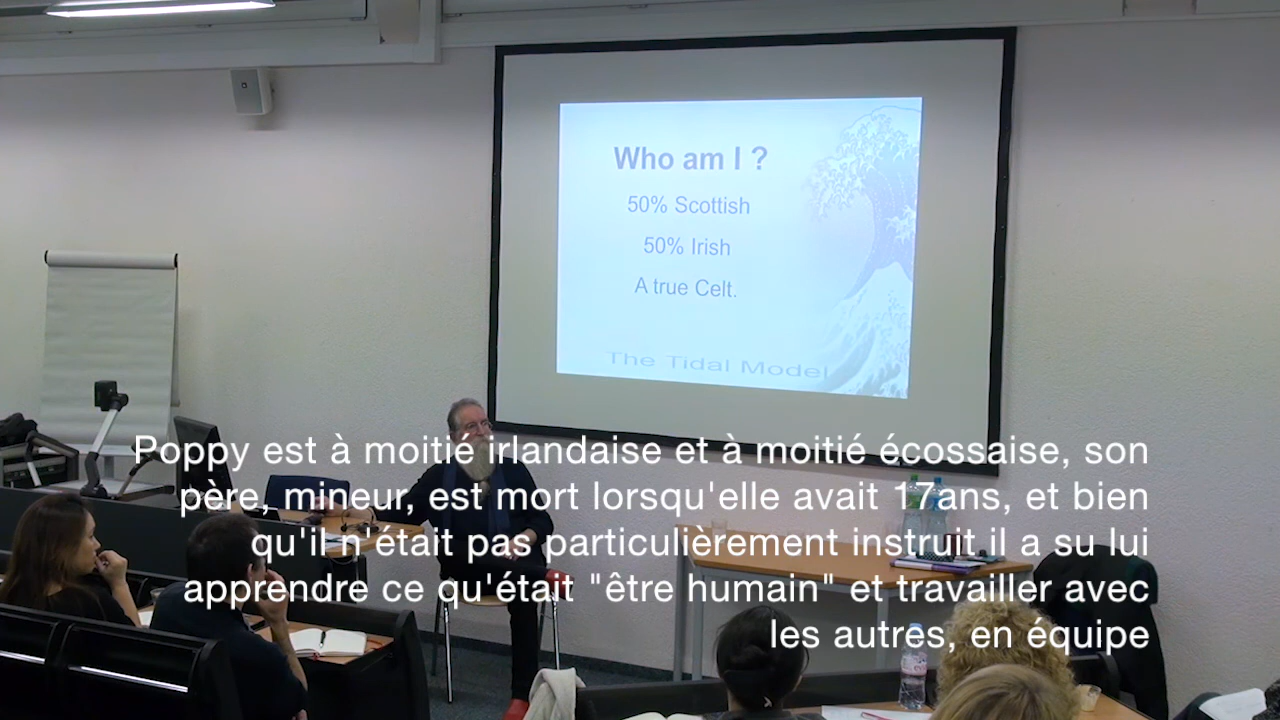 Who am I ?
50% Scottish
50% Irish
A true Celt.
The Tidal Model
Poppy est à moitié irlandaise et à moitié écossaise, son
père, mineur, est mort lorsqu'elle avait 17ans, et bien
qu'il n'était pas particulièrement instruit il a su lui
apprendre ce qu'était "être humain" et travailler avec
les autres, en équipe